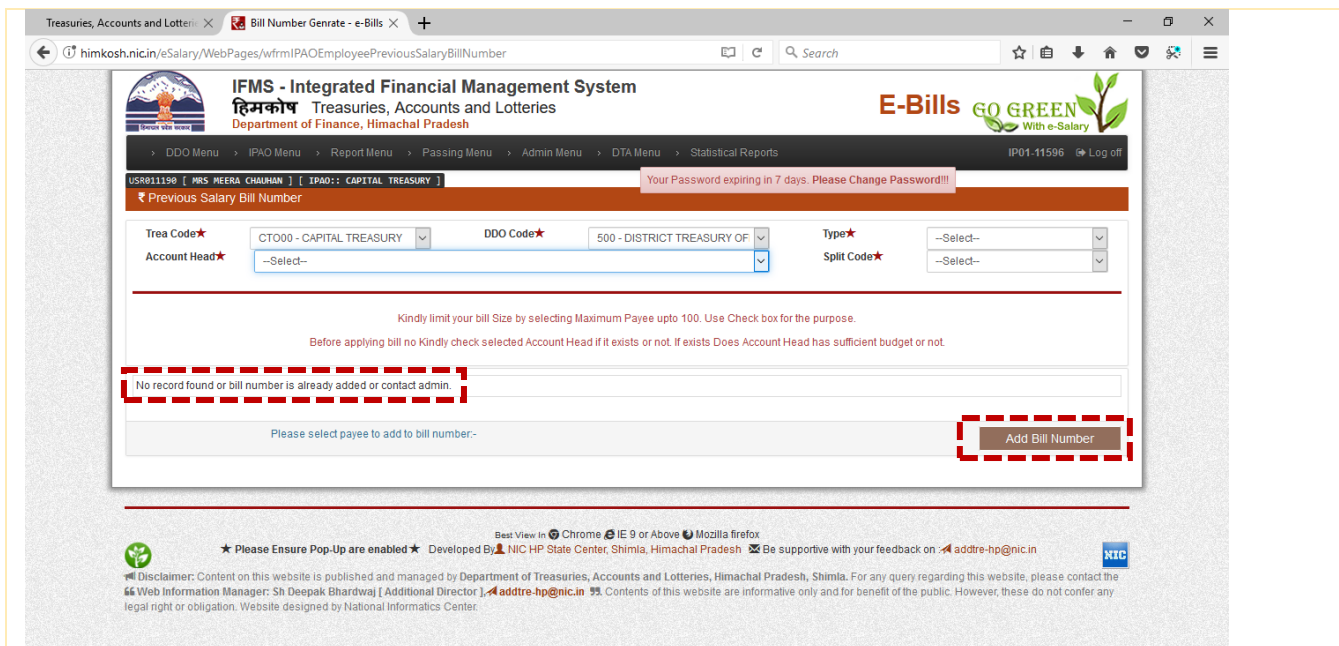 Treasuries, Accounts and Lotterie
Bill Number Genrate - e-Bills
himkosh.nic.in/eSalary/WebPages/wfrmIPAOEmployeePreviousSalaryBillNumber
Search
IFMS - Integrated Financial Management System
हिमकोष Treasuries, Accounts and Lotteries
Department of Finance, Himachal Pradesh
E-Bills
GO GREEN
With e-Salary
हिमाचल प्रदेश सरकार
› DDO Menu › IPAO Menu › Report Menu › Passing Menu › Admin Menu › DTA Menu › Statistical Reports
IP01-11596 Log off
USR011190 [ MRS MEERA CHAUHAN ] [ IPAO:: CAPITAL TREASURY ]
Your Password expiring in 7 days. Please Change Password!!!
₹ Previous Salary Bill Number
Trea Code★ CTO00 - CAPITAL TREASURY DDO Code★ 500 - DISTRICT TREASURY OF Type★ --Select--
Account Head★ --Select-- Split Code★ --Select--
Kindly limit your bill Size by selecting Maximum Payee upto 100. Use Check box for the purpose.
Before applying bill no Kindly check selected Account Head if it exists or not. If exists Does Account Head has sufficient budget or not.
No record found or bill number is already added or contact admin.
Please select payee to add to bill number:-
Add Bill Number
Best View In Chrome IE 9 or Above Mozilla firefox
★ Please Ensure Pop-Up are enabled ★ Developed By NIC HP State Center, Shimla, Himachal Pradesh Be supportive with your feedback on : addtre-hp@nic.in
NIC
Disclaimer: Content on this website is published and managed by Department of Treasuries, Accounts and Lotteries, Himachal Pradesh, Shimla. For any query regarding this website, please contact the
Web Information Manager: Sh Deepak Bhardwaj [ Additional Director ], addtre-hp@nic.in . Contents of this website are informative only and for benefit of the public. However, these do not confer any
legal right or obligation. Website designed by National Informatics Center.